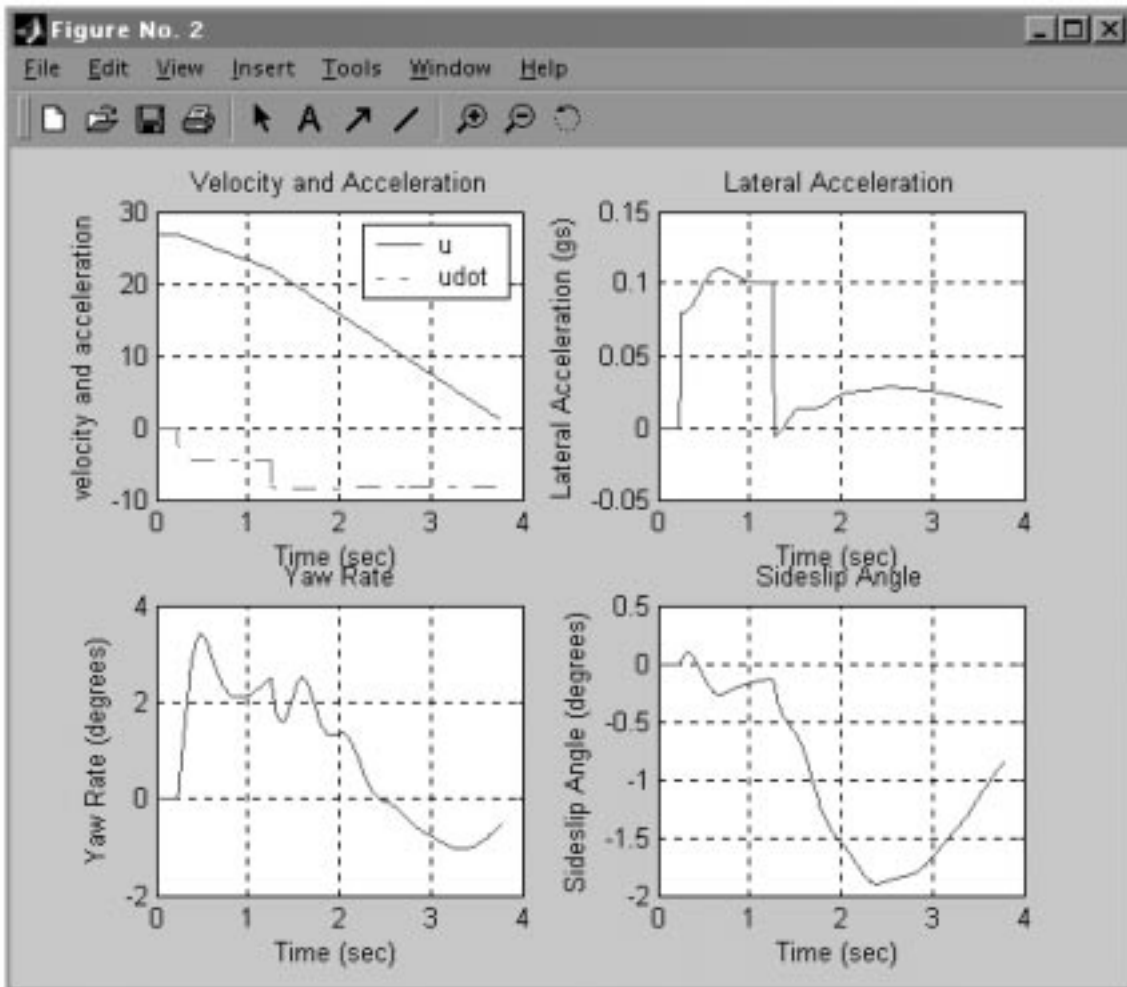 Figure No. 2
File Edit View Insert Tools Window Help
A
Velocity and Acceleration
velocity and acceleration
30
20
10
0
-10
u
udot
0 1 2 3 4
Time (sec)
Lateral Acceleration
Lateral Acceleration (gs)
0.15
0.1
0.05
0
-0.05
0 1 2 3 4
Time (sec)
Yaw Rate
Yaw Rate (degrees)
4
2
0
-2
0 1 2 3 4
Time (sec)
Sideslip Angle
Sideslip Angle (degrees)
0.5
0
-0.5
-1
-1.5
-2
0 1 2 3 4
Time (sec)